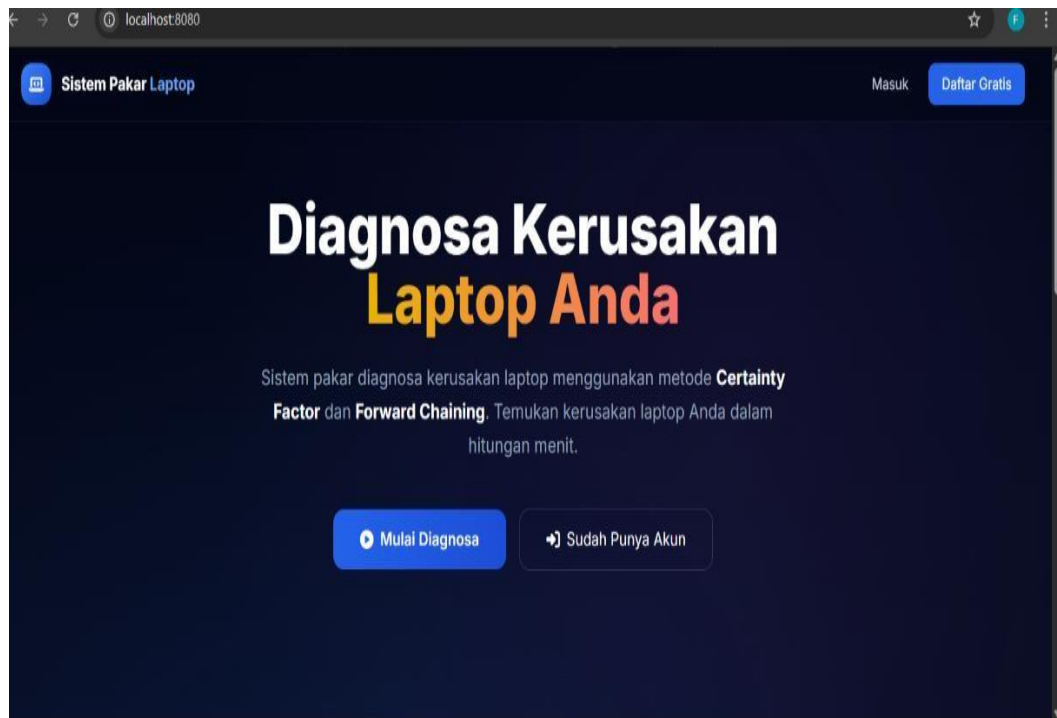 localhost:8080
F
Sistem Pakar Laptop
Masuk
Daftar Gratis
Diagnosa Kerusakan
Laptop Anda
Sistem pakar diagnosa kerusakan laptop menggunakan metode Certainty
Factor dan Forward Chaining. Temukan kerusakan laptop Anda dalam
hitungan menit.
Mulai Diagnosa
Sudah Punya Akun